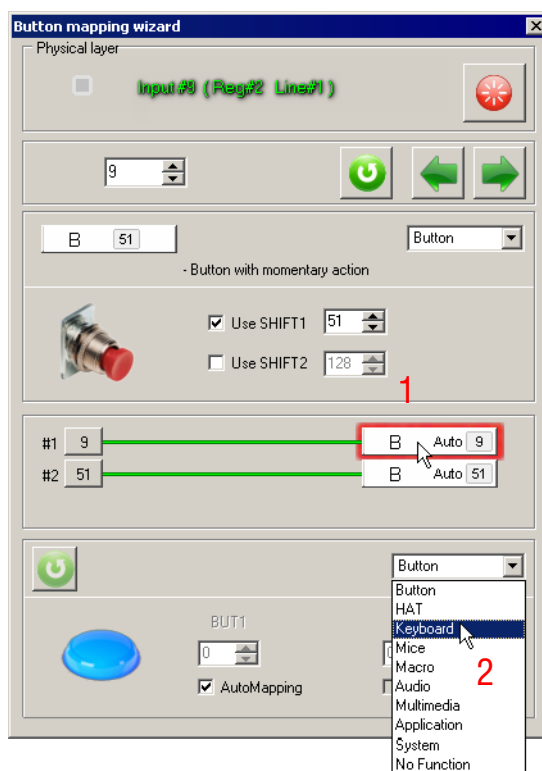 Button mapping wizard
Physical layer
Input#9 (Reg#2 Line#1)
9
B 51
Button
- Button with momentary action
Use SHIFT1 51
Use SHIFT2 128
1
#1 9 B Auto 9
#2 51 B Auto 51
Button
Button
HAT
BUT1
Keyboard
0
Mice
Macro
2
AutoMapping
Audio
Multimedia
Application
System
No Function